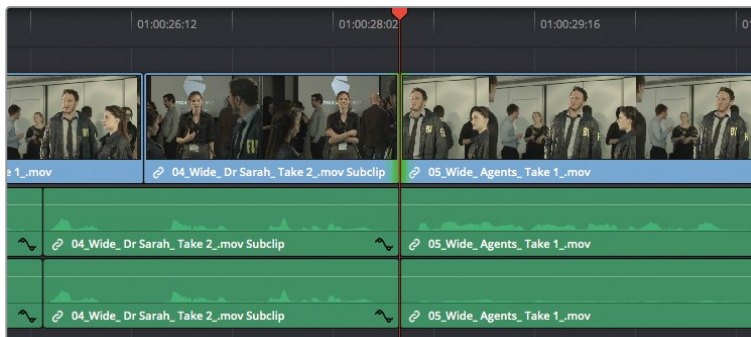 01:00:26:12 01:00:28:02 01:00:29:16
e 1_.mov 04_Wide_ Dr Sarah_ Take 2_.mov Subclip 05_Wide_ Agents_ Take 1_.mov
04_Wide_ Dr Sarah_ Take 2_.mov Subclip 05_Wide_ Agents_ Take 1_.mov
04_Wide_ Dr Sarah_ Take 2_.mov Subclip 05_Wide_ Agents_ Take 1_.mov